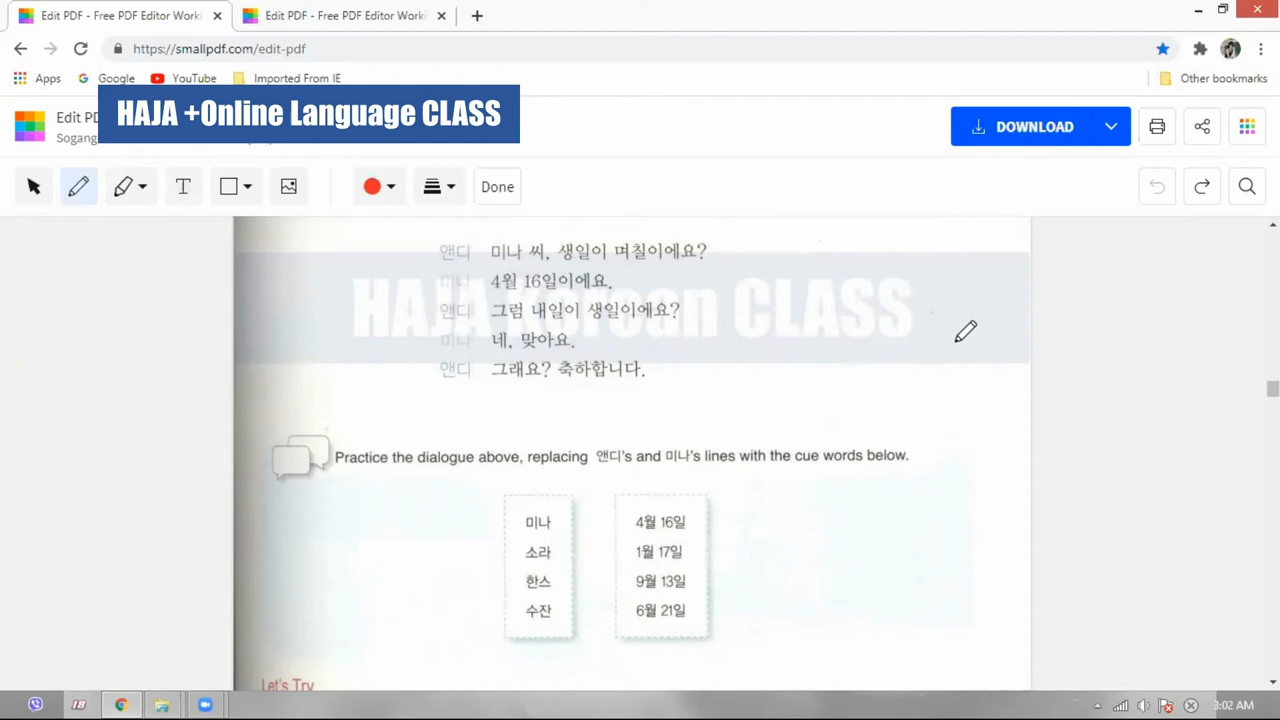 Edit PDF - Free PDF Editor Worki
Edit PDF - Free PDF Editor Worki
https://smallpdf.com/edit-pdf
Apps Google YouTube Imported From IE Other bookmarks
HAJA +Online Language CLASS
Edit PD
Sogang
DOWNLOAD
T Done
앤디 미나 씨, 생일이 며칠이에요?
미나 4월 16일이에요.
HAJA Korean CLASS
앤디 그럼 내일이 생일이에요?
미나 네, 맞아요.
앤디 그래요? 축하합니다.
Practice the dialogue above, replacing 앤디's and 미나's lines with the cue words below.
미나 4월 16일
소라 1월 17일
한스 9월 13일
수잔 6월 21일
Let's Try
18
3:02 AM